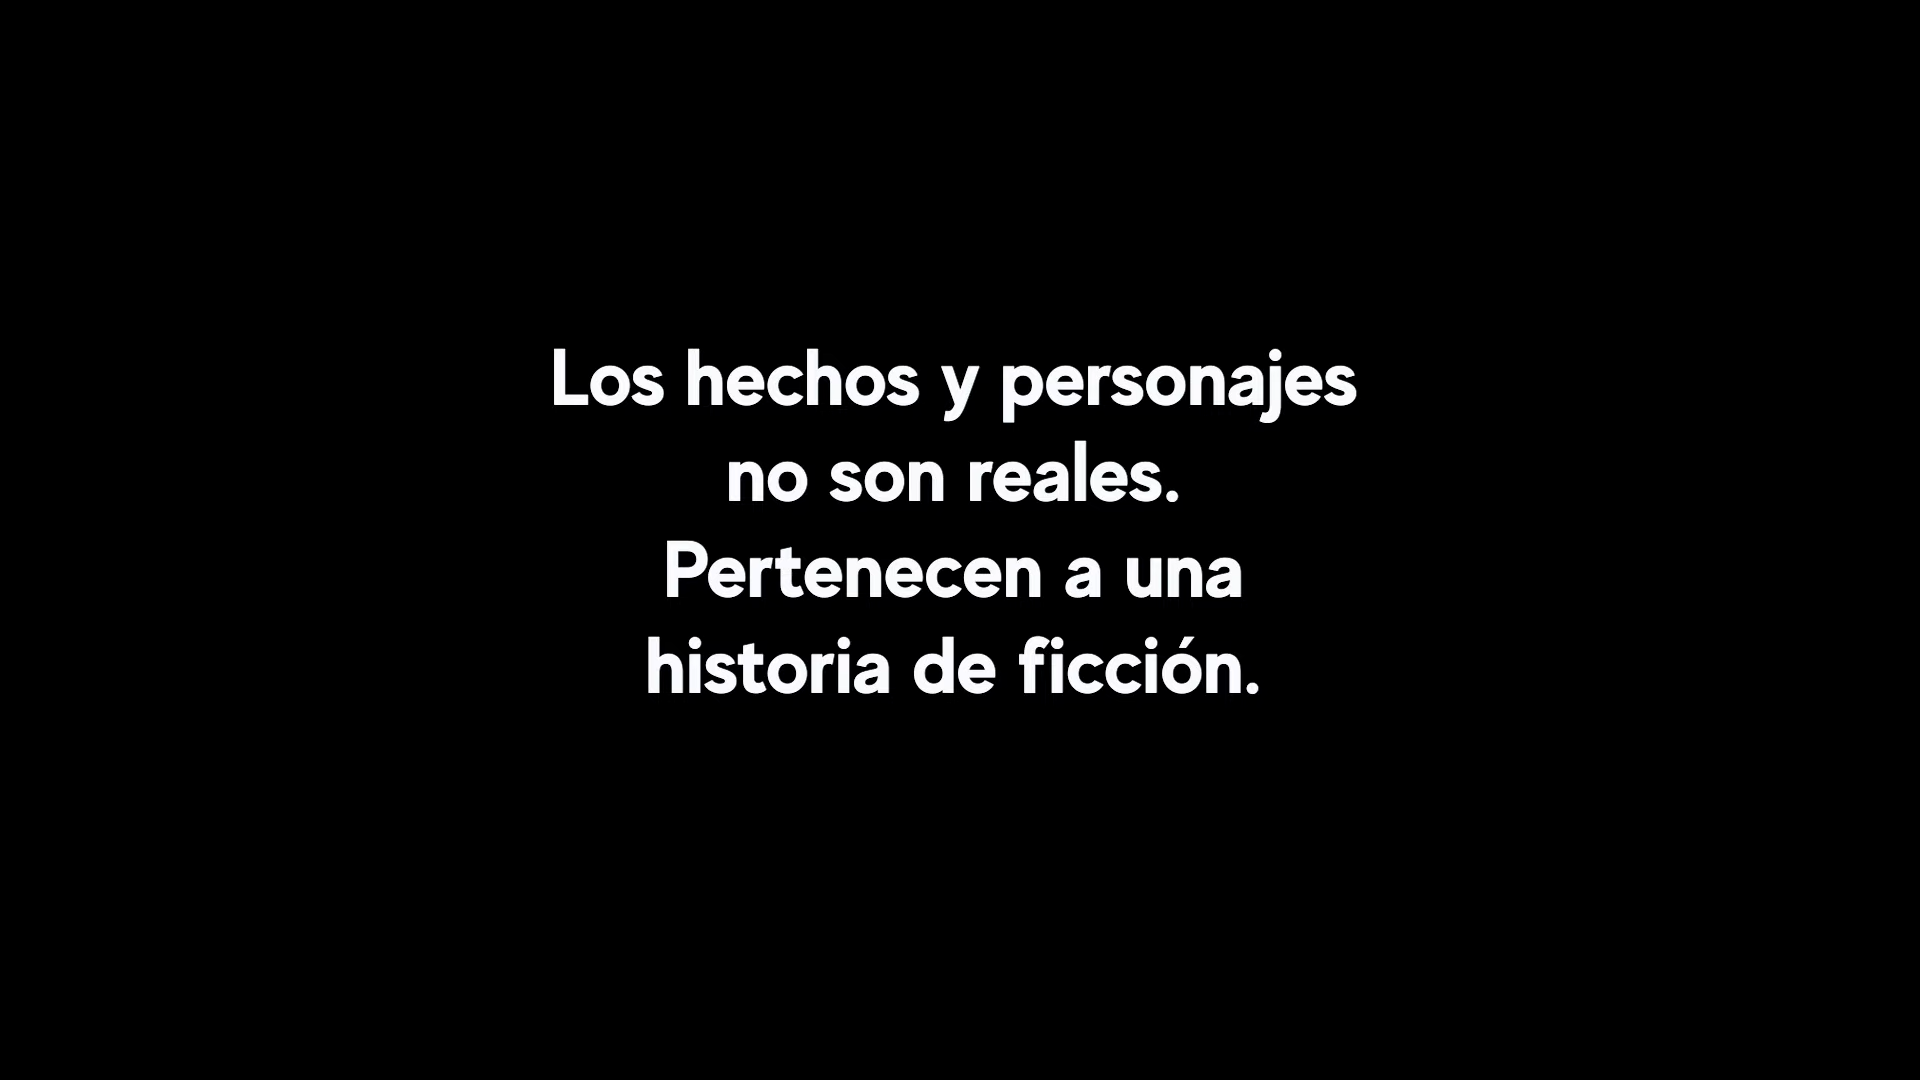 Los hechos y personajes
no son reales.
Pertenecen a una
historia de ficción.